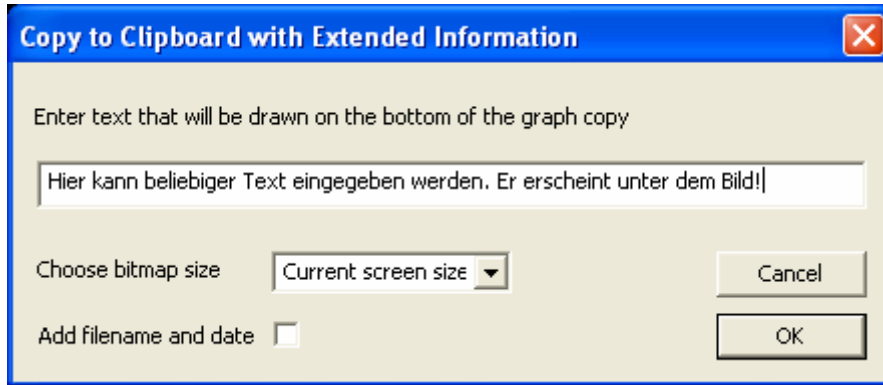 Copy to Clipboard with Extended Information
Enter text that will be drawn on the bottom of the graph copy
Hier kann beliebiger Text eingegeben werden. Er erscheint unter dem Bild!
Choose bitmap size
Current screen size
Cancel
Add filename and date
OK